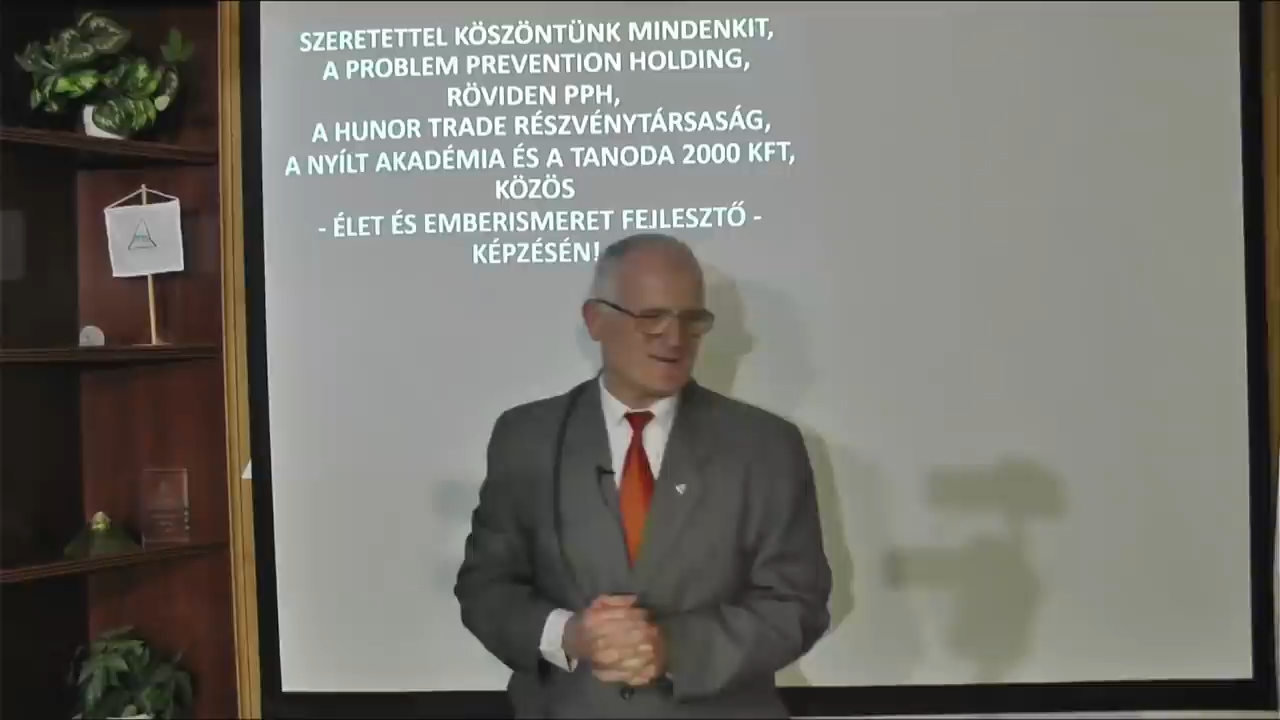 SZERETETTEL KÖSZÖNTÜNK MINDENKIT,
A PROBLEM PREVENTION HOLDING,
RÖVIDEN PPH,
A HUNOR TRADE RÉSZVÉNYTÁRSASÁG,
A NYÍLT AKADÉMIA ÉS A TANODA 2000 KFT,
KÖZÖS
- ÉLET ÉS EMBERISMERET FEJLESZTŐ -
KÉPZÉSÉN!